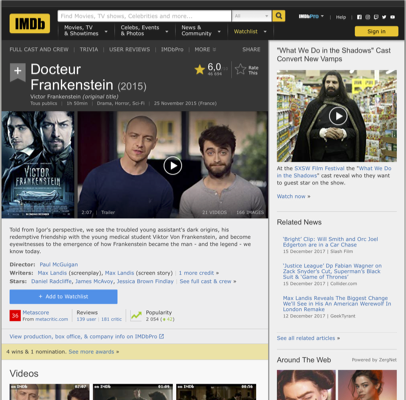 IMDb
Find Movies, TV shows, Celebrities and more...
All
IMDbPro
Help
Movies, TV
& Showtimes
Celebs, Events
& Photos
News &
Community
Watchlist
Sign in
FULL CAST AND CREW | TRIVIA | USER REVIEWS | IMDbPro | MORE
SHARE
Docteur
Frankenstein (2015)
Victor Frankenstein (original title)
Tous publics | 1h 50min | Drama, Horror, Sci-Fi | 25 November 2015 (France)
6,0
Rate
This
VICTOR
FRANKENSTEIN
2:07 | Trailer
21 VIDEOS
166 IMAGES
Told from Igor's perspective, we see the troubled young assistant's dark origins, his
redemptive friendship with the young medical student Viktor Von Frankenstein, and become
eyewitnesses to the emergence of how Frankenstein became the man - and the legend - we
know today.
Director: Paul McGuigan
Writers: Max Landis (screenplay), Max Landis (screen story) | 1 more credit »
Stars: Daniel Radcliffe, James McAvoy, Jessica Brown Findlay | See full cast & crew »
+ Add to Watchlist
36
Metascore
From metacritic.com
Reviews
139 user | 181 critic
Popularity
2 054
View production, box office, & company info on IMDbPro
4 wins & 1 nomination. See more awards »
Videos
"What We Do in the Shadows" Cast
Convert New Vamps
At the SXSW Film Festival the "What We Do
in the Shadows" cast reveal who they want
to guest star on the show.
Watch now »
Related News
'Bright' Clip: Will Smith and Orc Joel
Edgerton are in a Car Chase
15 December 2017 | Slash Film
'Justice League' Dp Fabian Wagner on
Zack Snyder's Cut, Superman's Black
Suit & 'Game of Thrones'
15 December 2017 | Collider.com
Max Landis Reveals The Biggest Change
We'll See in His An American Werewolf In
London Remake
12 December 2017 | GeekTyrant
See all related articles »
Around The Web
Powered by ZergNet